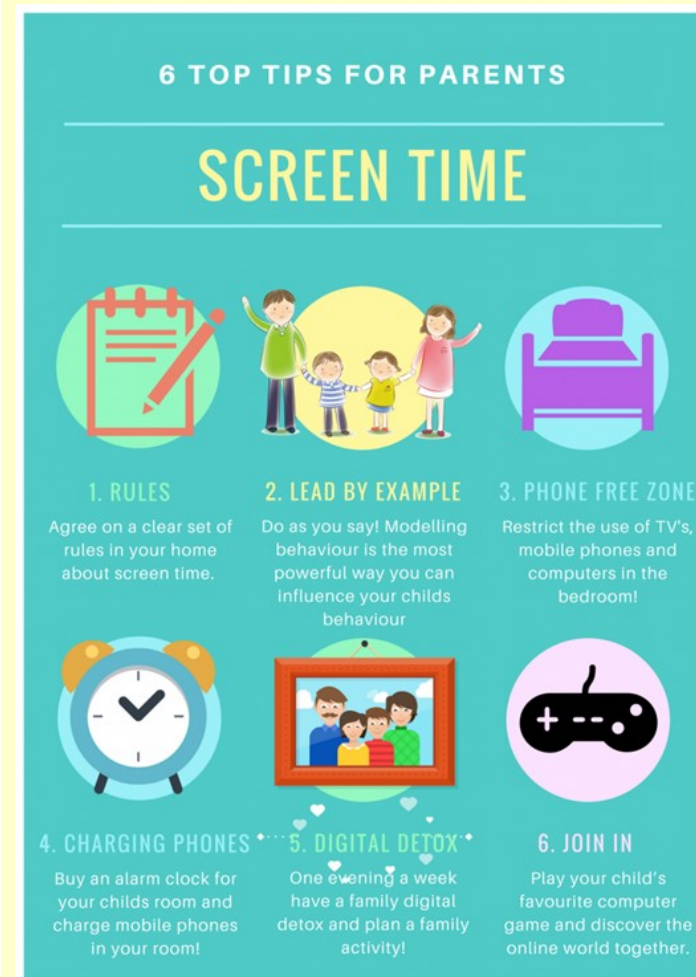 6 TOP TIPS FOR PARENTS
SCREEN TIME
1. RULES
Agree on a clear set of
rules in your home
about screen time.
2. LEAD BY EXAMPLE
Do as you say! Modelling
behaviour is the most
powerful way you can
influence your childs
behaviour
3. PHONE FREE ZONE
Restrict the use of TV's,
mobile phones and
computers in the
bedroom!
4. CHARGING PHONES
Buy an alarm clock for
your childs room and
charge mobile phones
in your room!
5. DIGITAL DETOX
One evening a week
have a family digital
detox and plan a family
activity!
6. JOIN IN
Play your child's
favourite computer
game and discover the
online world together.